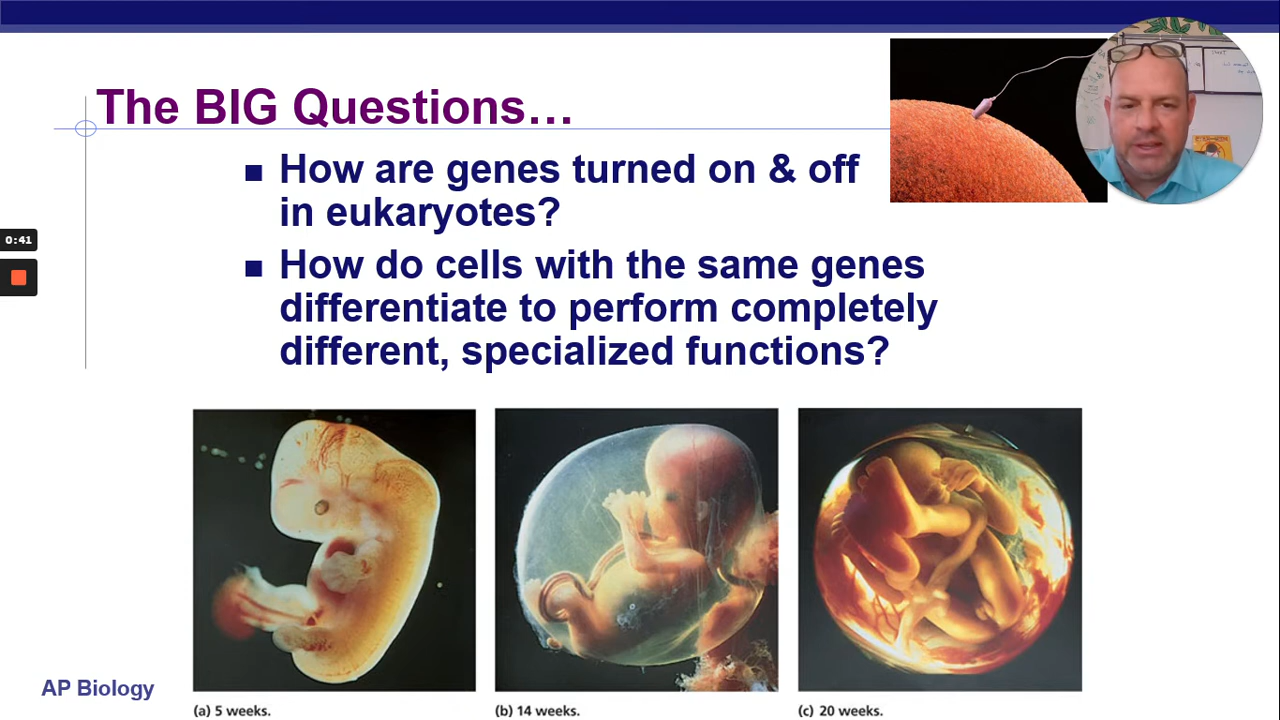 The BIG Questions…
■ How are genes turned on & off
in eukaryotes?
■ How do cells with the same genes
differentiate to perform completely
different, specialized functions?
0:41
(a) 5 weeks.
(b) 14 weeks.
(c) 20 weeks.
AP Biology